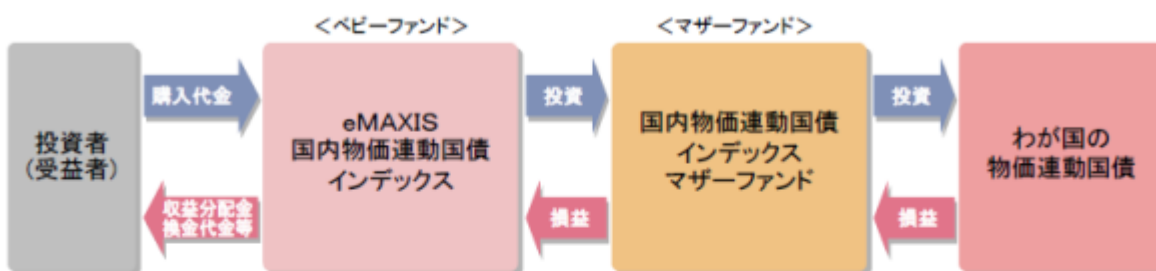 <ベビーファンド>
<マザーファンド>
投資者
(受益者)
購入代金
収益分配金
換金代金等
eMAXIS
国内物価連動国債
インデックス
投資
損益
国内物価連動国債
インデックス
マザーファンド
投資
損益
わが国の
物価連動国債